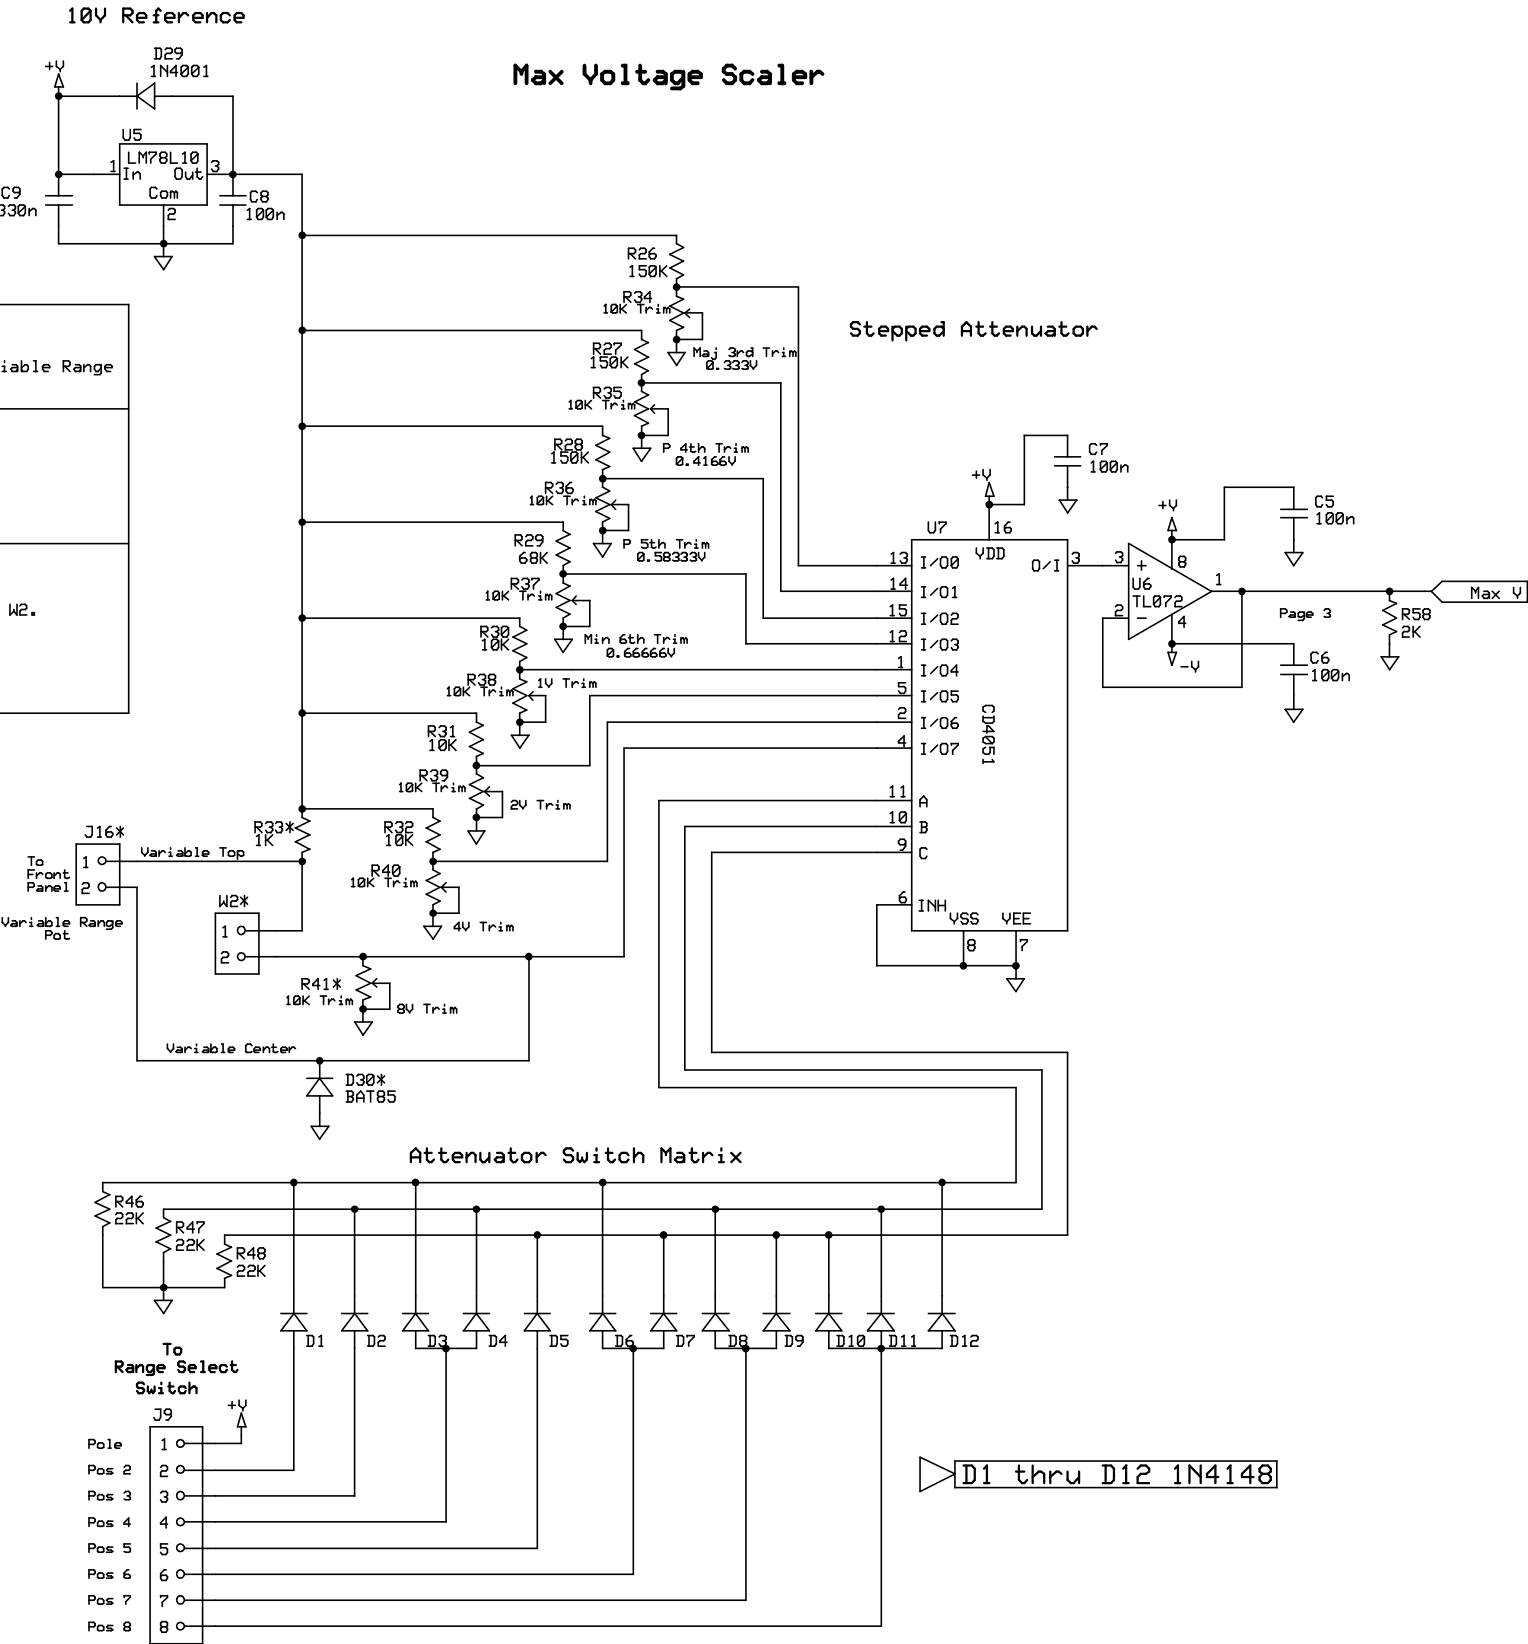 10V Reference
Max Voltage Scaler
+V
D29
1N4001
U5
LM78L10
1
In
Out
3
Com
2
C9
330n
C8
100n
R26
150K
R34
10K Trim
Maj 3rd Trim
0.333V
Stepped Attenuator
iable Range
R27
150K
R35
10K Trim
P 4th Trim
0.4166V
R28
150K
R36
10K Trim
P 5th Trim
0.58333V
R29
68K
R37
10K Trim
Min 6th Trim
0.66666V
W2.
R30
10K
R38
10K Trim
1V Trim
R31
10K
R39
10K Trim
2V Trim
R32
10K
R40
10K Trim
4V Trim
C7
100n
+V
U7
16
VDD
13 I/O0
14 I/O1
15 I/O2
12 I/O3
1 I/O4
5 I/O5
2 I/O6
4 I/O7
O/I 3
CD4051
11 A
10 B
9 C
6 INH
VSS VEE
8 7
+V
C5
100n
3 +
8
U6
TL072
1
2 -
4
-V
C6
100n
Page 3
R58
2K
Max V
J16*
1
2
To
Front
Panel
Variable Range
Pot
Variable Top
R33*
1K
W2*
1
2
R41*
10K Trim
8V Trim
Variable Center
D30*
BAT85
Attenuator Switch Matrix
R46
22K
R47
22K
R48
22K
D1 D2 D3 D4 D5 D6 D7 D8 D9 D10 D11 D12
To
Range Select
Switch
J9
+V
Pole 1
Pos 2 2
Pos 3 3
Pos 4 4
Pos 5 5
Pos 6 6
Pos 7 7
Pos 8 8
D1 thru D12 1N4148